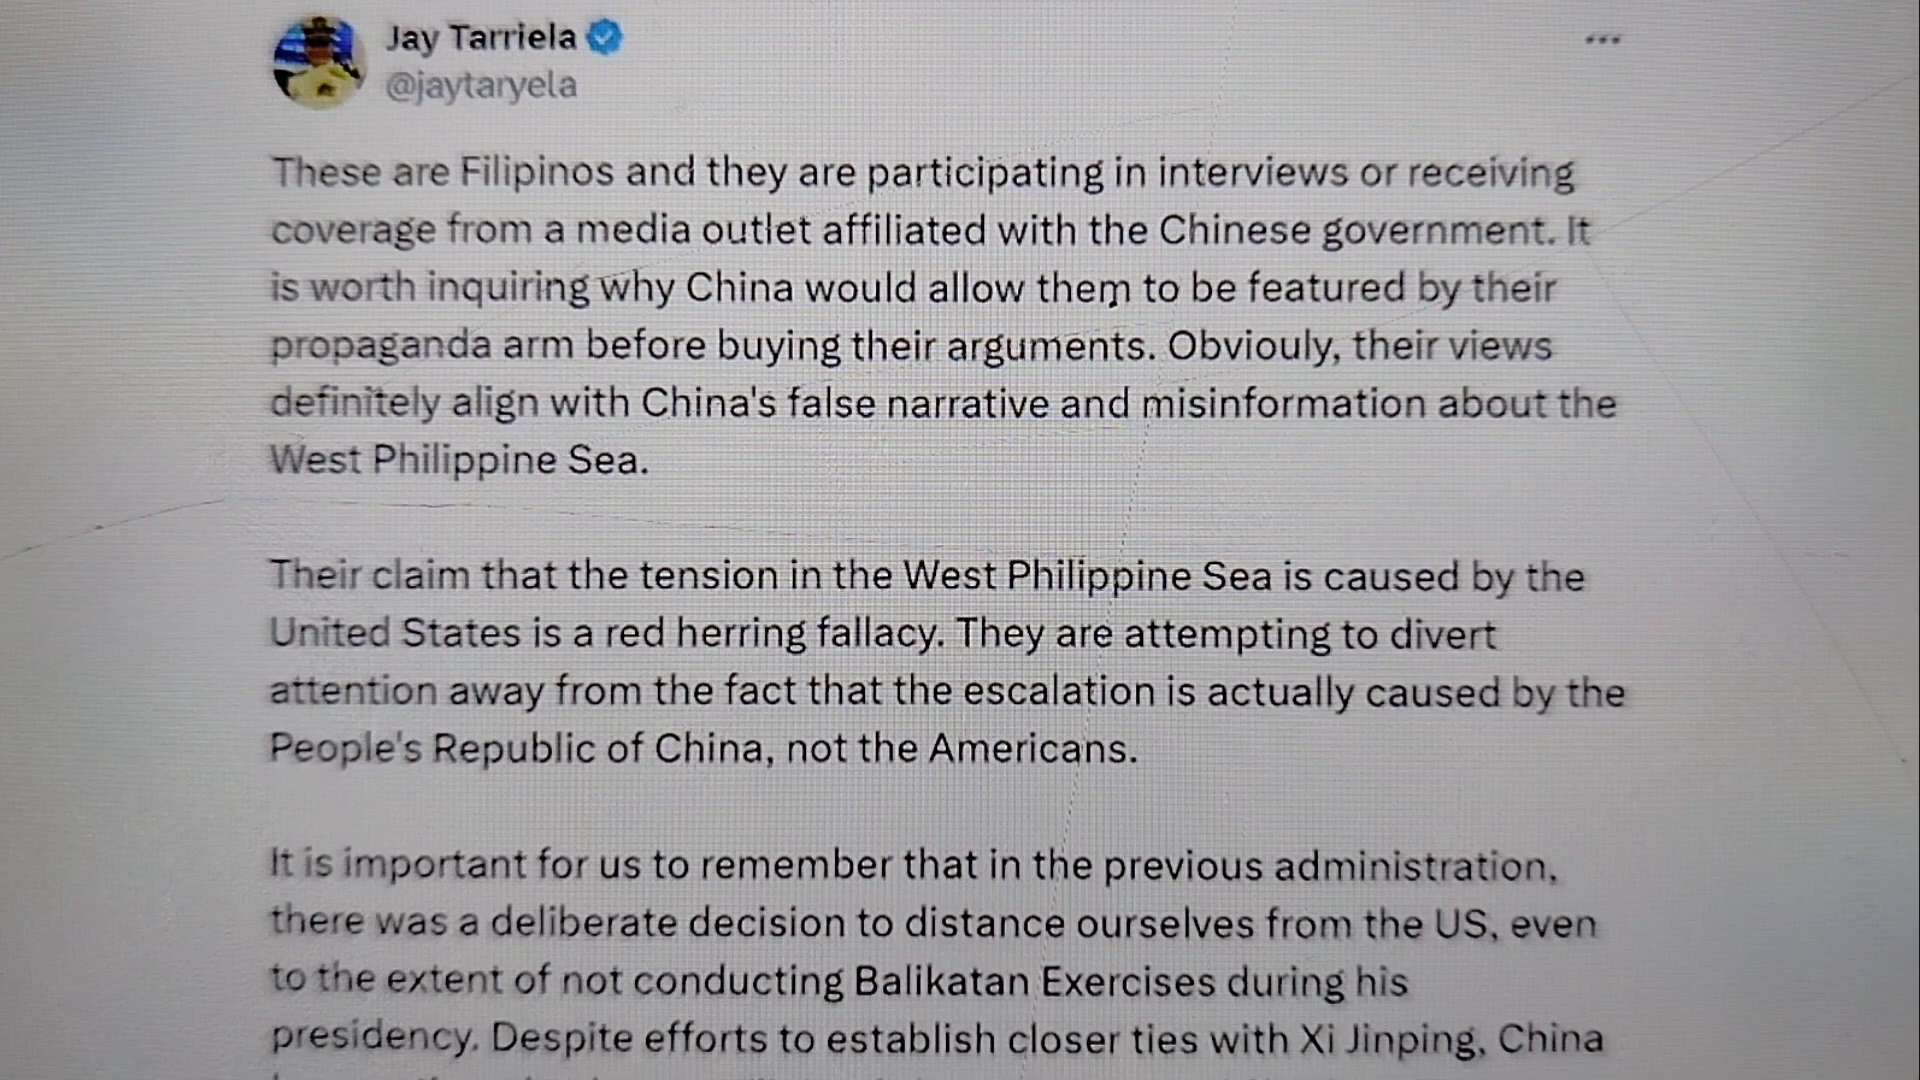 Jay Tarriela
@jaytaryela
These are Filipinos and they are participating in interviews or receiving
coverage from a media outlet affiliated with the Chinese government. It
is worth inquiring why China would allow them to be featured by their
propaganda arm before buying their arguments. Obviouly, their views
definitely align with China's false narrative and misinformation about the
West Philippine Sea.
Their claim that the tension in the West Philippine Sea is caused by the
United States is a red herring fallacy. They are attempting to divert
attention away from the fact that the escalation is actually caused by the
People's Republic of China, not the Americans.
It is important for us to remember that in the previous administration,
there was a deliberate decision to distance ourselves from the US, even
to the extent of not conducting Balikatan Exercises during his
presidency. Despite efforts to establish closer ties with Xi Jinping, China